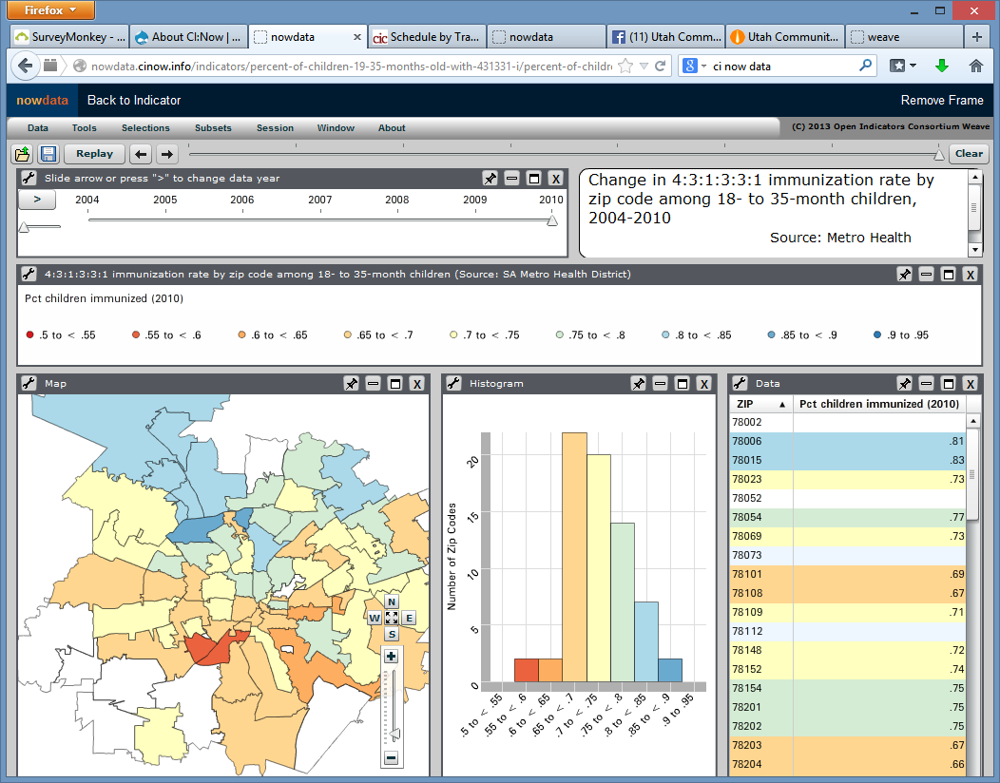 Firefox
SurveyMonkey - ...
About CI:Now | ...
nowdata
Schedule by Tra...
nowdata
(11) Utah Comm...
Utah Communit...
weave
nowdata.cinow.info/indicators/percent-of-children-19-35-months-old-with-431331-i/percent-of-childre
ci now data
nowdata Back to Indicator Remove Frame
Data Tools Selections Subsets Session Window About
(C) 2013 Open Indicators Consortium Weave
Replay
Clear
Slide arrow or press ">" to change data year
> 2004 2005 2006 2007 2008 2009 2010
Change in 4:3:1:3:3:1 immunization rate by
zip code among 18- to 35-month children,
2004-2010
Source: Metro Health
4:3:1:3:3:1 immunization rate by zip code among 18- to 35-month children (Source: SA Metro Health District)
Pct children immunized (2010)
.5 to < .55 .55 to < .6 .6 to < .65 .65 to < .7 .7 to < .75 .75 to < .8 .8 to < .85 .85 to < .9 .9 to .95
Map
N
W E
S
Histogram
Number of Zip Codes
20
15
10
5
0
.5 to < .55
.55 to < .6
.6 to < .65
.65 to < .7
.7 to < .75
.75 to < .8
.8 to < .85
.85 to < .9
.9 to .95
Data
ZIP Pct children immunized (2010)
78002
78006 .81
78015 .83
78023 .73
78052
78054 .77
78069 .73
78073
78101 .69
78108 .67
78109 .71
78112
78148 .72
78152 .74
78154 .75
78201 .75
78202 .75
78203 .67
78204 .66